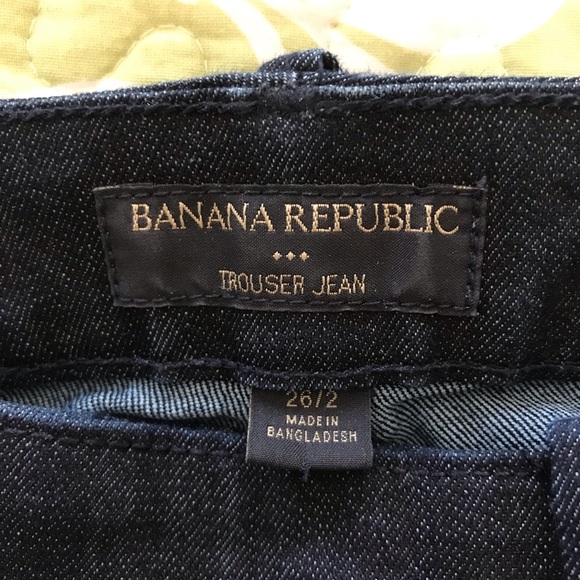 BANANA REPUBLIC
TROUSER JEAN
26/2
MADE IN
BANGLADESH